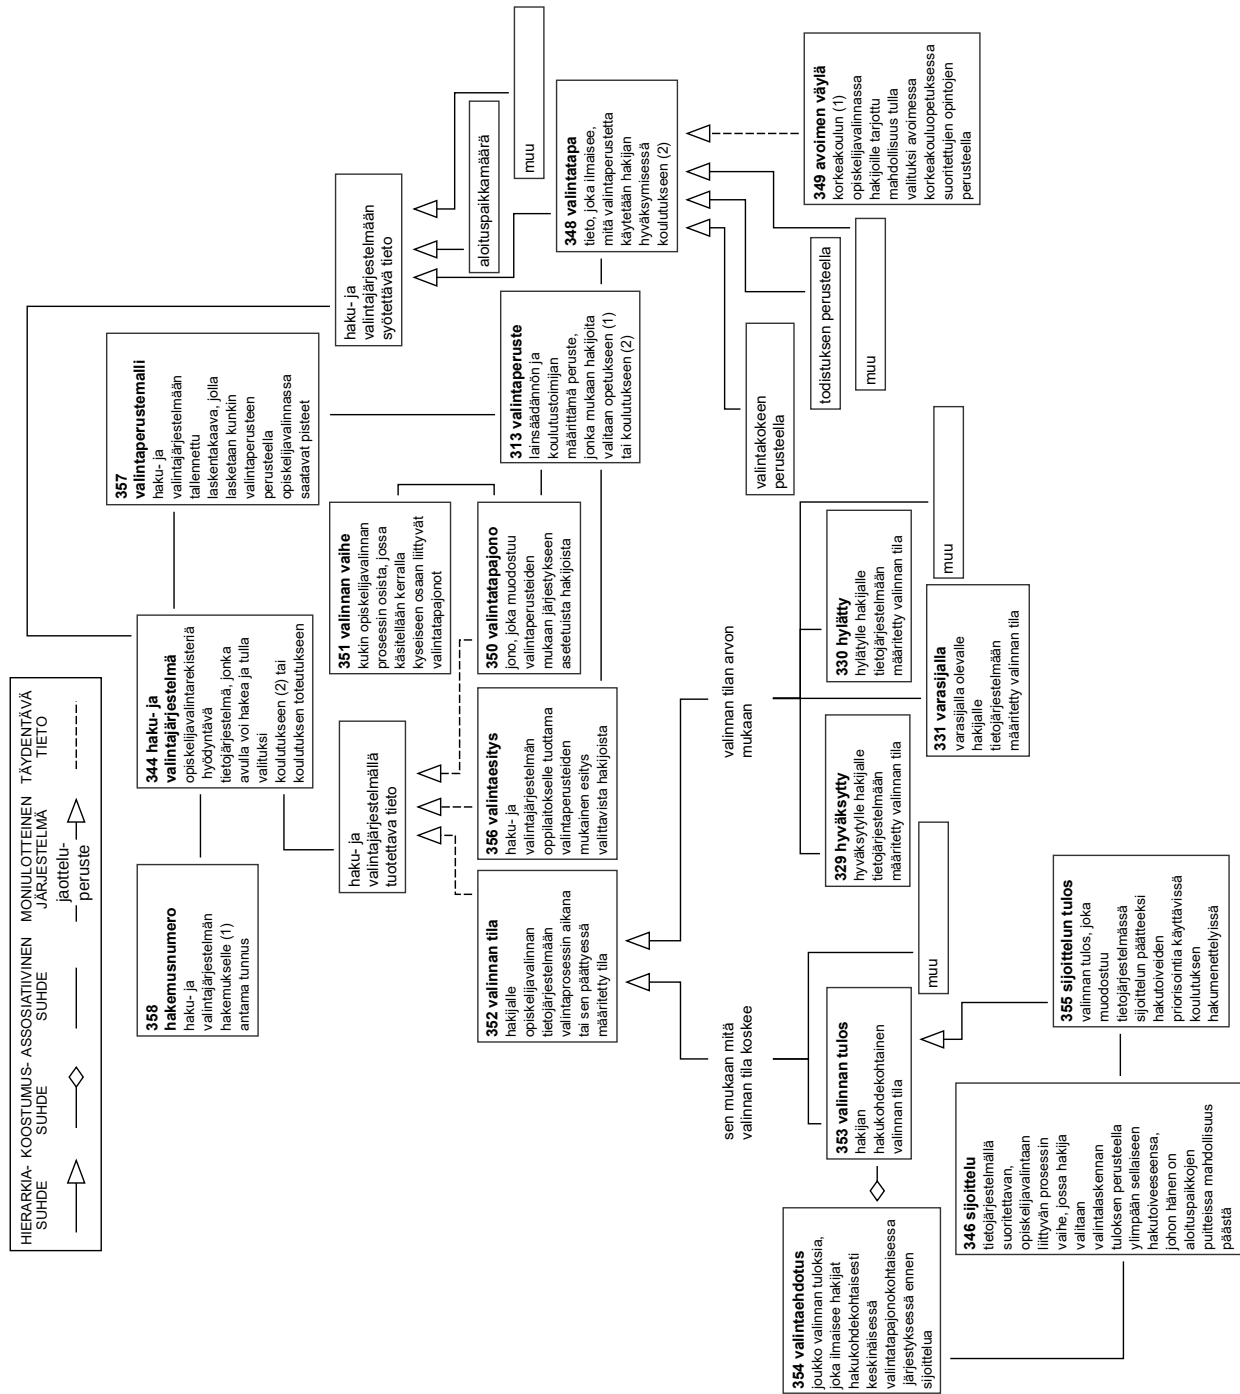 HIERARKIA- KOOSTUMUS- ASSOSIATIIVINEN MONIULOTTEINEN TÄYDENTÄVÄ
SUHDE SUHDE SUHDE JÄRJESTELMÄ TIETO
jaottelu-
peruste
358
hakemusnumero
haku- ja
valintajärjestelmän
hakemukselle (1)
antama tunnus
344 haku- ja
valintajärjestelmä
opiskelijavalintarekisteriä
hyödyntävä
tietojärjestelmä, jonka
avulla voi hakea ja tulla
valituksi
koulutukseen (2) tai
koulutuksen toteutukseen
357
valintaperustemalli
haku- ja
valintajärjestelmään
tallennettu
laskentakaava, jolla
lasketaan kunkin
valintaperusteen
perusteella
opiskelijavalinnassa
saatavat pisteet
haku- ja
valintajärjestelmällä
tuotettava tieto
351 valinnan vaihe
kukin opiskelijavalinnan
prosessin osista, jossa
käsitellään kerralla
kyseiseen osaan liittyvät
valintatapajonot
haku- ja
valintajärjestelmään
syötettävä tieto
aloituspaikkamäärä
muu
352 valinnan tila
hakijalle
opiskelijavalinnan
tietojärjestelmään
valintaprosessin aikana
tai sen päättyessä
määritetty tila
356 valintaesitys
haku- ja
valintajärjestelmän
oppilaitokselle tuottama
valintaperusteiden
mukainen esitys
valittavista hakijoista
350 valintatapajono
jono, joka muodostuu
valintaperusteiden
mukaan järjestykseen
asetetuista hakijoista
313 valintaperuste
lainsäädännön ja
koulutustoimijan
määrittämä peruste,
jonka mukaan hakijoita
valitaan opetukseen (1)
tai koulutukseen (2)
348 valintatapa
tieto, joka ilmaisee,
mitä valintaperustetta
käytetään hakijan
hyväksymisessä
koulutukseen (2)
sen mukaan mitä
valinnan tila koskee
valinnan tilan arvon
mukaan
valintakokeen
perusteella
todistuksen perusteella
muu
349 avoimen väylä
korkeakoulun (1)
opiskelijavalinnassa
hakijoille tarjottu
mahdollisuus tulla
valituksi avoimessa
korkeakouluopetuksessa
suoritettujen opintojen
perusteella
354 valintaehdotus
joukko valinnan tuloksia,
joka ilmaisee hakijat
hakukohdekohtaisesti
keskinäisessä
valintatapajonokohtaisessa
järjestyksessä ennen
sijoittelua
353 valinnan tulos
hakijan
hakukohdekohtainen
valinnan tila
muu
329 hyväksytty
hyväksytylle hakijalle
tietojärjestelmään
määritetty valinnan tila
331 varasijalla
varasijalla olevalle
hakijalle
tietojärjestelmään
määritetty valinnan tila
330 hylätty
hylätylle hakijalle
tietojärjestelmään
määritetty valinnan tila
muu
346 sijoittelu
tietojärjestelmällä
suoritettavan,
opiskelijavalintaan
liittyvän prosessin
vaihe, jossa hakija
valitaan
valintalaskennan
tuloksen perusteella
ylimpään sellaiseen
hakutoiveeseensa,
johon hänen on
aloituspaikkojen
puitteissa mahdollisuus
päästä
355 sijoittelun tulos
valinnan tulos, joka
muodostuu
tietojärjestelmässä
sijoittelun päätteeksi
hakutoiveiden
priorisointia käyttävissä
koulutuksen
hakumenettelyissä